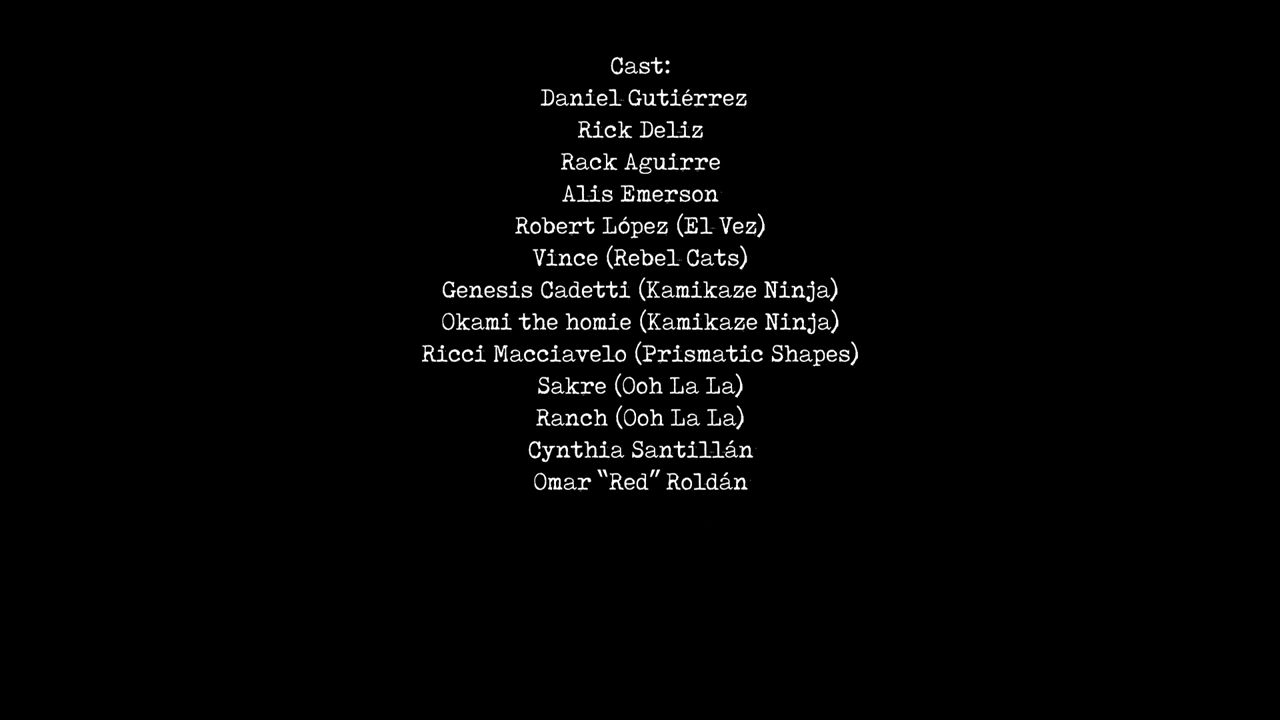 Cast:
Daniel Gutiérrez
Rick Deliz
Rack Aguirre
Alis Emerson
Robert López (El Vez)
Vince (Rebel Cats)
Genesis Cadetti (Kamikaze Ninja)
Okami the homie (Kamikaze Ninja)
Ricci Macciavelo (Prismatic Shapes)
Sakre (Ooh La La)
Ranch (Ooh La La)
Cynthia Santillán
Omar “Red” Roldán